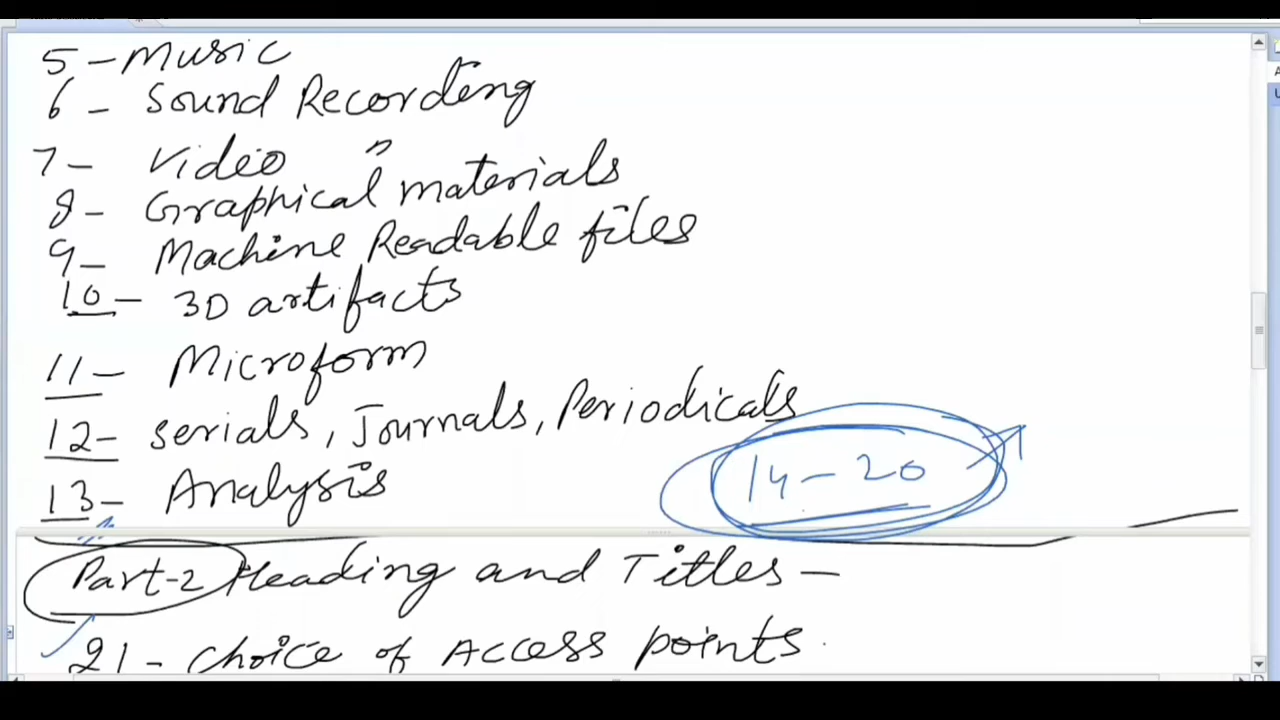 5 - Music
6 - Sound Recording
7 - Video "
8 - Graphical materials
9 - Machine Readable files
10 - 3D artifacts
11 - Microform
12 - Serials, Journals, Periodicals
14 - 20
13 - Analysis
Part-2 Heading and Titles -
21 - Choice of Access points.